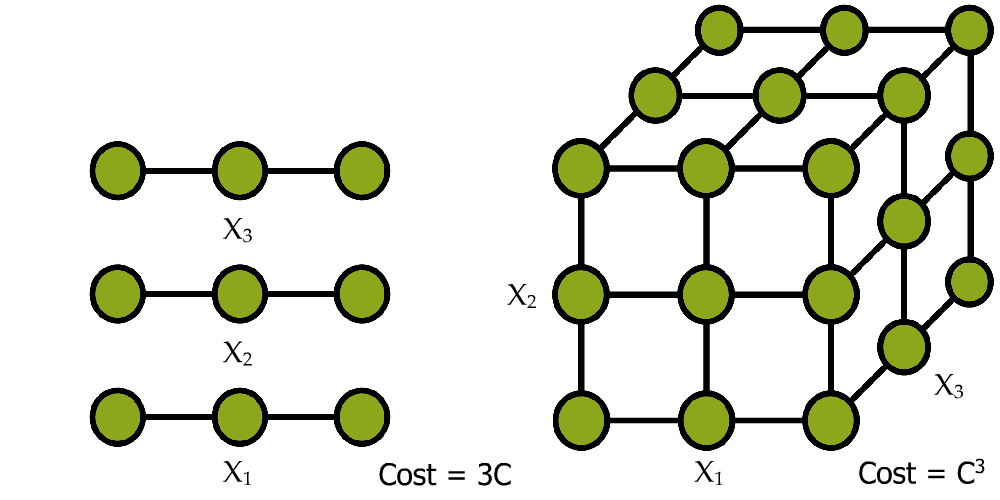 X₃
X₂
X₁
Cost = 3C
X₂
X₃
X₁
Cost = C³